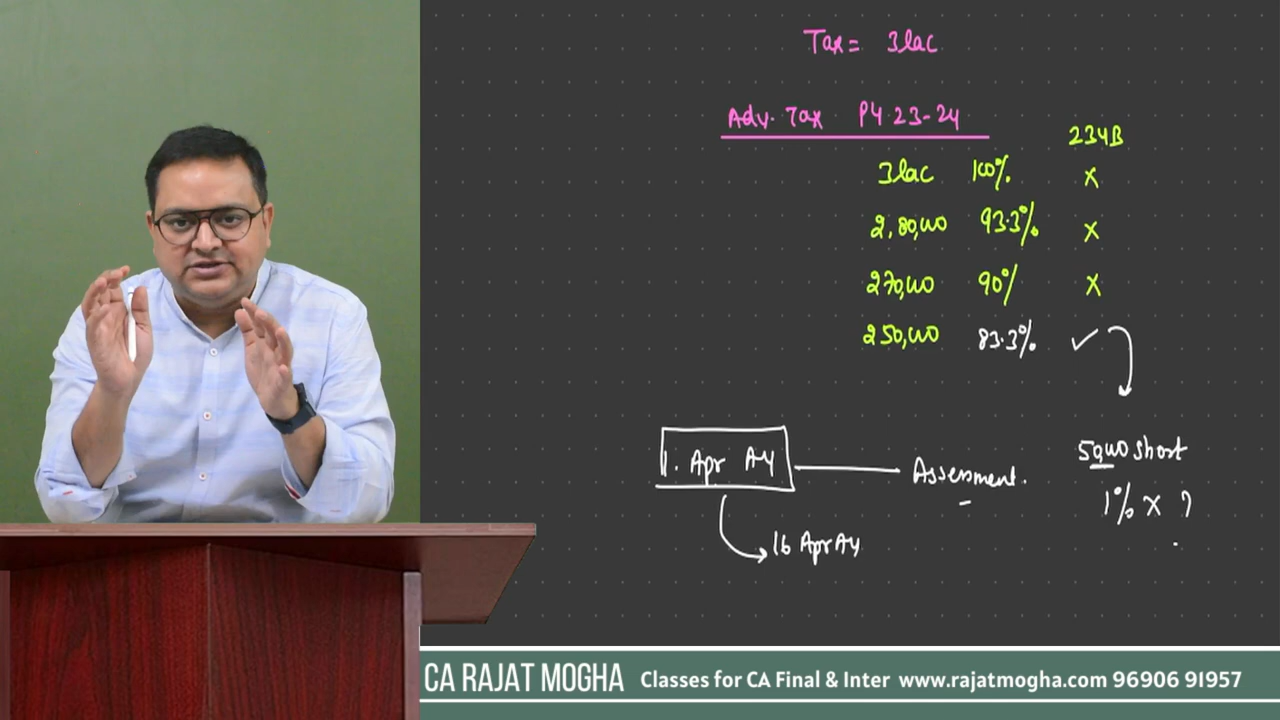 Tax = 3lac
Adv. Tax PY 23-24
234B
3lac 100% X
2,80,000 93.3% X
270,000 90% X
250,000 83.3% ✓
1. Apr AY Assessment.
50,000 short
1% X ?
16 Apr AY
CA RAJAT MOGHA Classes for CA Final & Inter www.rajatmogha.com 96906 91957